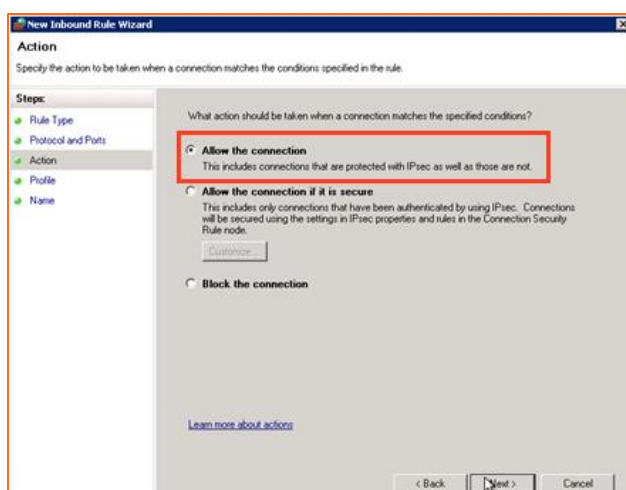 New Inbound Rule Wizard
Action
Specify the action to be taken when a connection matches the conditions specified in the rule.
Steps:
Rule Type
Protocol and Ports
Action
Profile
Name
What action should be taken when a connection matches the specified conditions?
Allow the connection
This includes connections that are protected with IPsec as well as those are not.
Allow the connection if it is secure
This includes only connections that have been authenticated by using IPsec. Connections
will be secured using the settings in IPsec properties and rules in the Connection Security
Rule node.
Customize...
Block the connection
Learn more about actions
< Back
Next >
Cancel